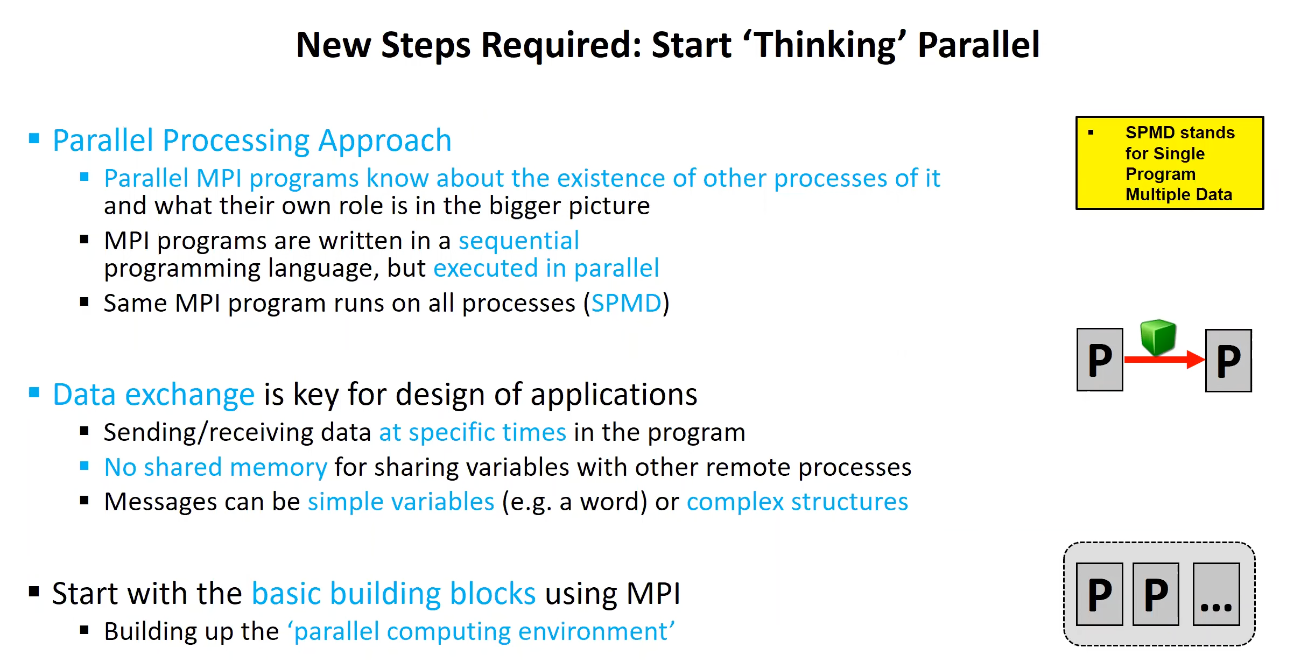 New Steps Required: Start ‘Thinking’ Parallel
▪ Parallel Processing Approach
▪ Parallel MPI programs know about the existence of other processes of it
and what their own role is in the bigger picture
▪ MPI programs are written in a sequential
programming language, but executed in parallel
▪ Same MPI program runs on all processes (SPMD)
▪ SPMD stands
for Single
Program
Multiple Data
▪ Data exchange is key for design of applications
▪ Sending/receiving data at specific times in the program
▪ No shared memory for sharing variables with other remote processes
▪ Messages can be simple variables (e.g. a word) or complex structures
P P
▪ Start with the basic building blocks using MPI
▪ Building up the ‘parallel computing environment’
P P ...